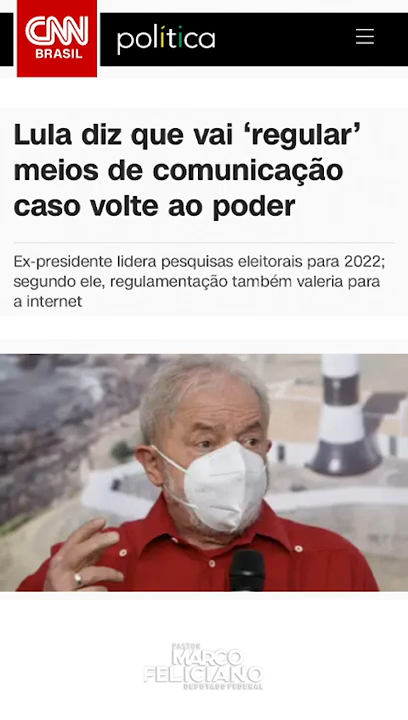 CNN
BRASIL
política
Lula diz que vai ‘regular’
meios de comunicação
caso volte ao poder
Ex-presidente lidera pesquisas eleitorais para 2022;
segundo ele, regulamentação também valeria para
a internet
PASTOR
MARCO
FELICIANO
DEPUTADO FEDERAL